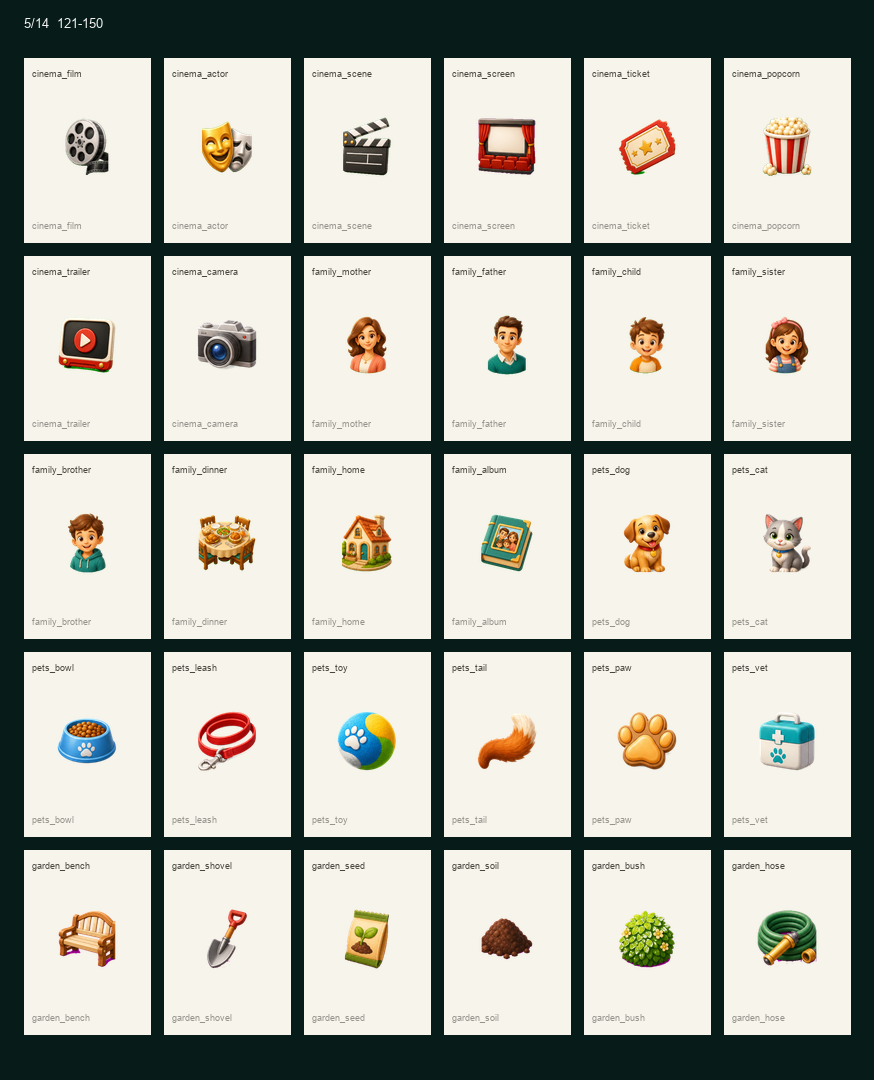 5/14 121-150
cinema_film cinema_actor cinema_scene cinema_screen cinema_ticket cinema_popcorn
cinema_film cinema_actor cinema_scene cinema_screen cinema_ticket cinema_popcorn
cinema_trailer cinema_camera family_mother family_father family_child family_sister
cinema_trailer cinema_camera family_mother family_father family_child family_sister
family_brother family_dinner family_home family_album pets_dog pets_cat
family_brother family_dinner family_home family_album pets_dog pets_cat
pets_bowl pets_leash pets_toy pets_tail pets_paw pets_vet
pets_bowl pets_leash pets_toy pets_tail pets_paw pets_vet
garden_bench garden_shovel garden_seed garden_soil garden_bush garden_hose
garden_bench garden_shovel garden_seed garden_soil garden_bush garden_hose